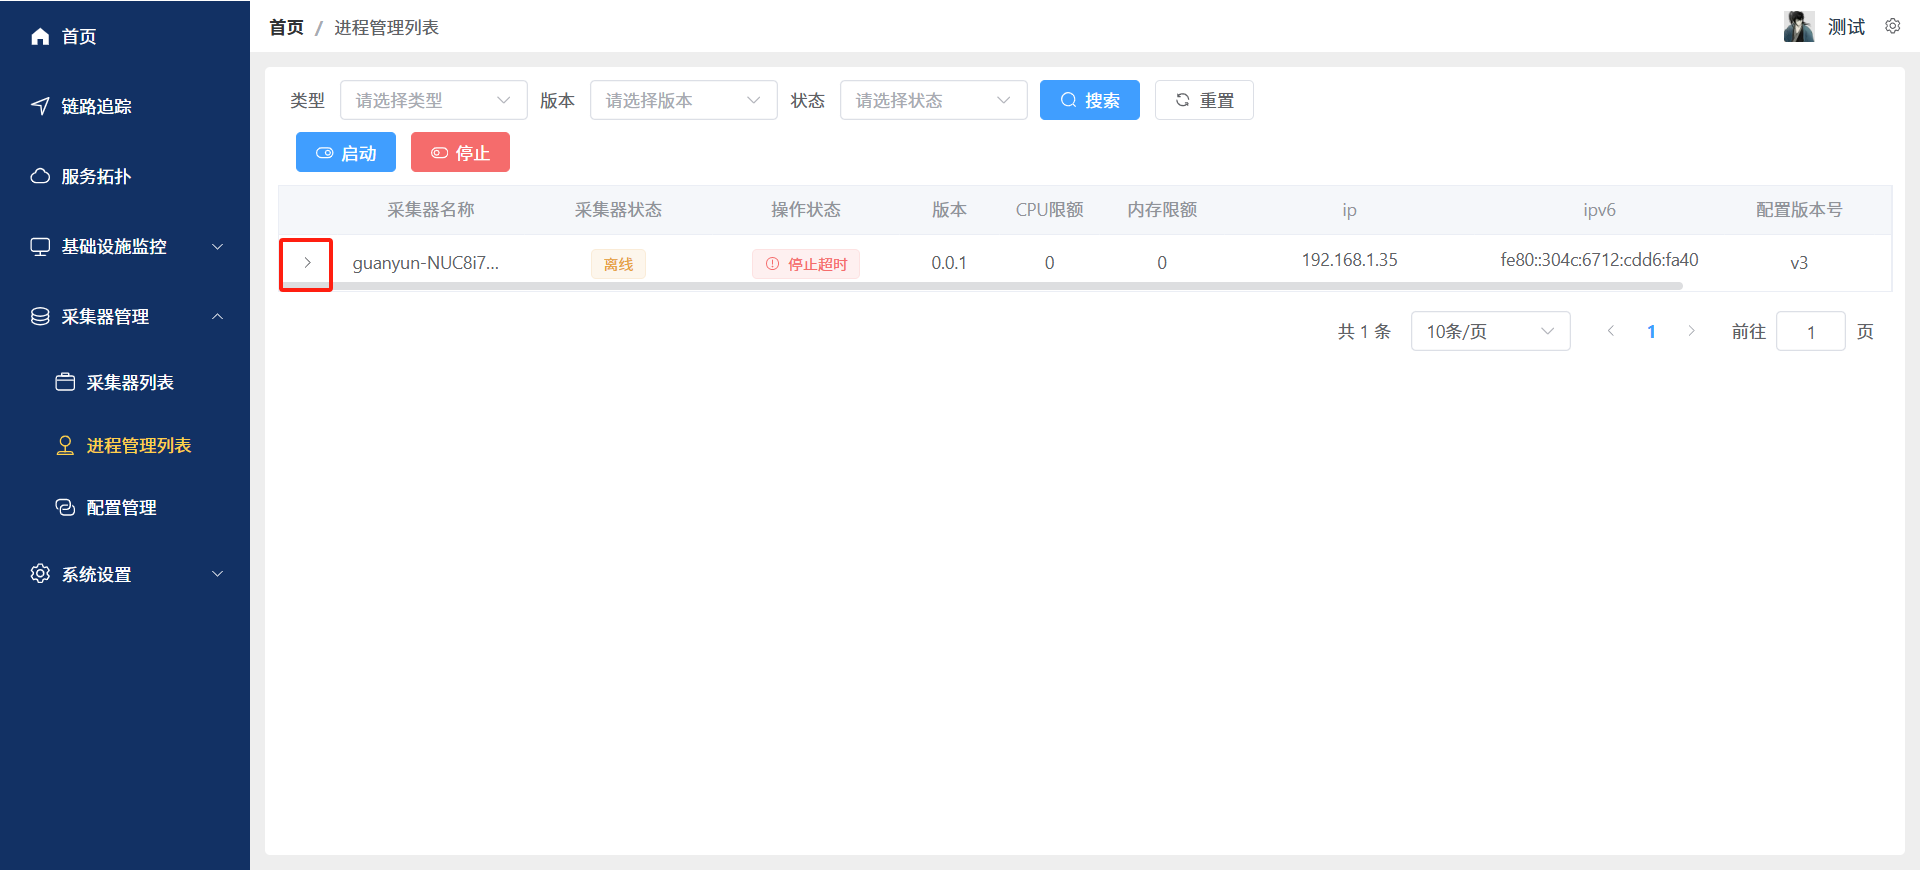 首页
链路追踪
服务拓扑
基础设施监控
采集器管理
采集器列表
进程管理列表
配置管理
系统设置
首页 / 进程管理列表
测试
类型 请选择类型 版本 请选择版本 状态 请选择状态 搜索 重置
启动 停止
采集器名称 采集器状态 操作状态 版本 CPU限额 内存限额 ip ipv6 配置版本号
guanyun-NUC8i7... 离线 停止超时 0.0.1 0 0 192.168.1.35 fe80::304c:6712:cdd6:fa40 v3
共 1 条 10条/页 1 前往 1 页